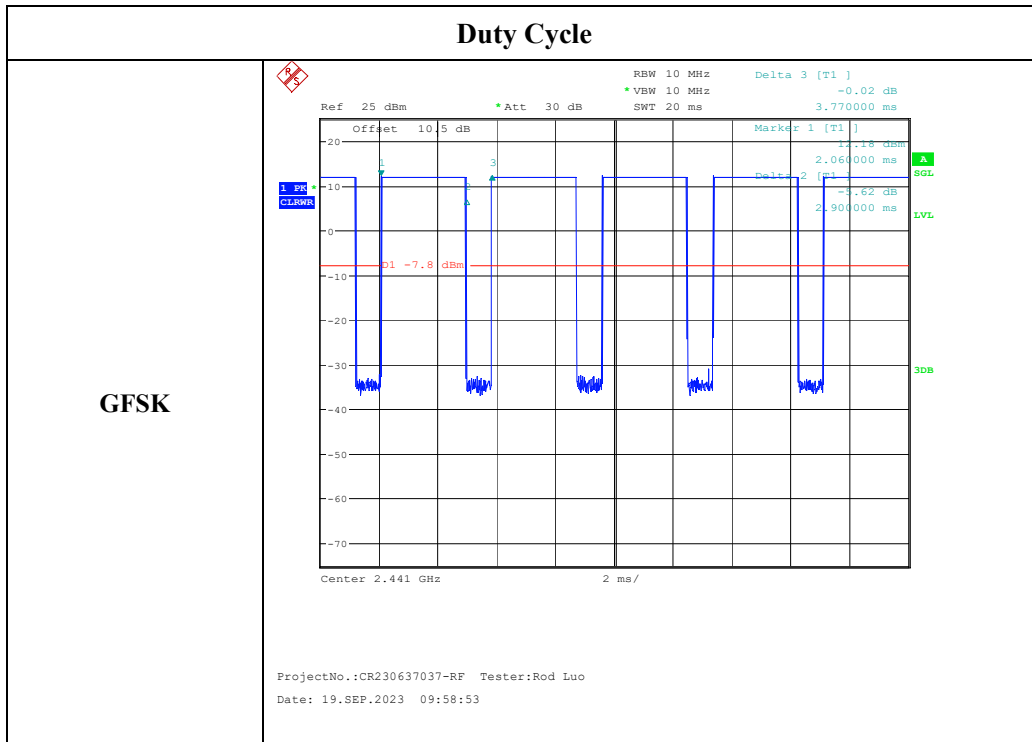 Duty Cycle
GFSK
R S
RBW 10 MHz Delta 3 [T1 ]
* VBW 10 MHz -0.02 dB
Ref 25 dBm * Att 30 dB SWT 20 ms 3.770000 ms
Offset 10.5 dB Marker 1 [T1 ]
20
12.18 dBm
2.060000 ms
A
1 3 Delta 2 [T1 ]
SGL
1 PK *
10
2
-5.62 dB
CLRWR
2.900000 ms
LVL
0
D1 -7.8 dBm
-10
-20
-30
3DB
-40
-50
-60
-70
Center 2.441 GHz 2 ms/
ProjectNo.:CR230637037-RF Tester:Rod Luo
Date: 19.SEP.2023 09:58:53